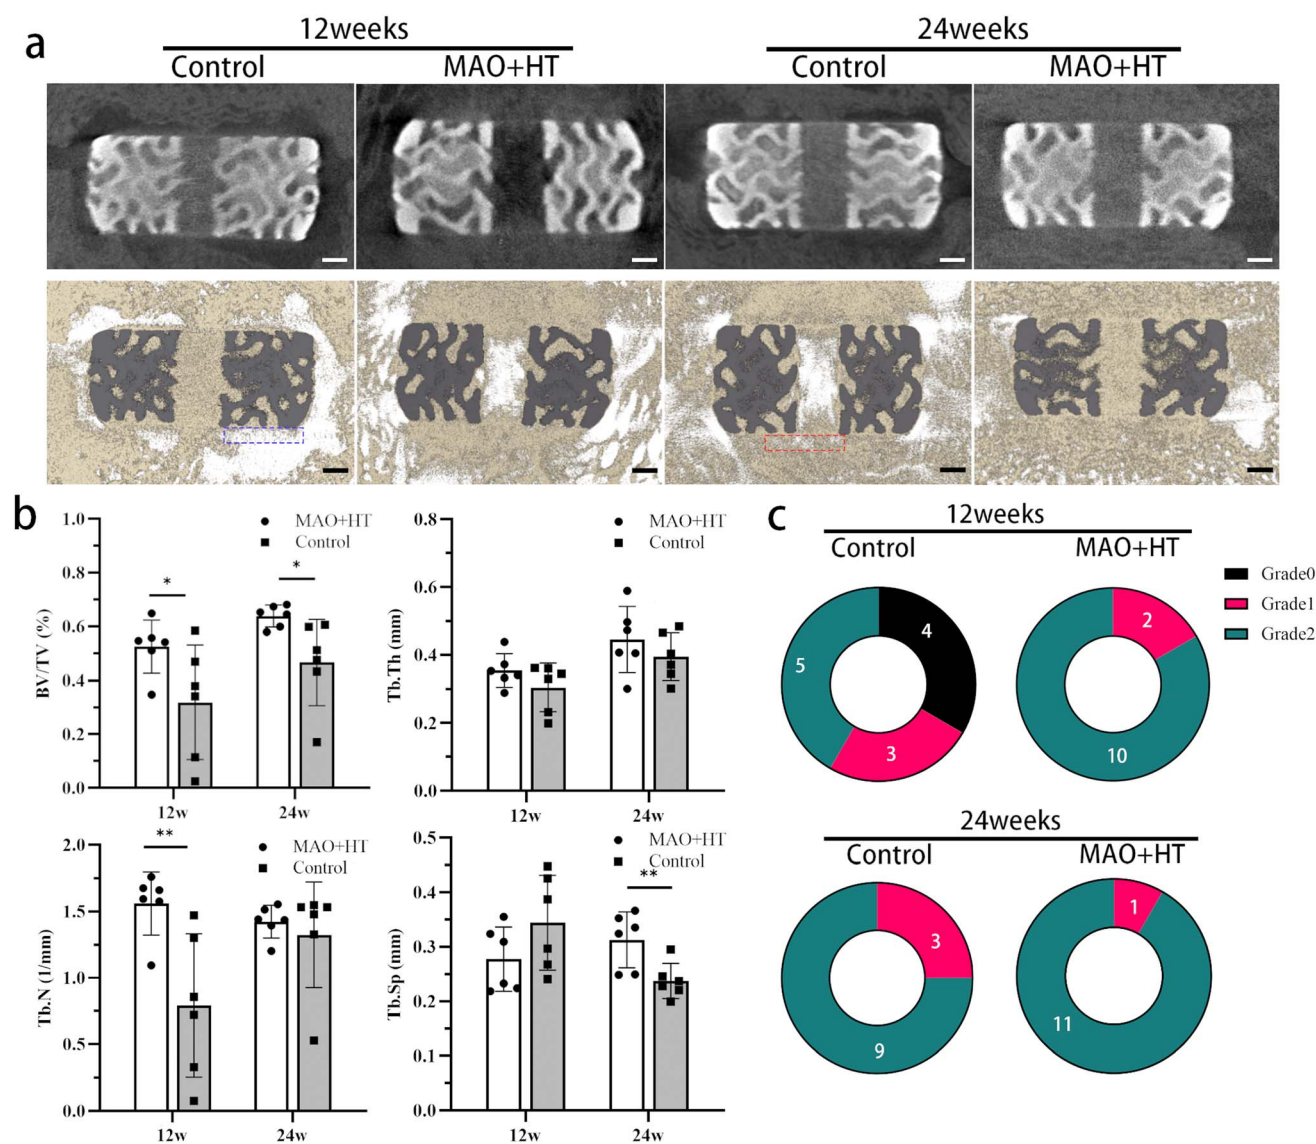 a
12weeks
24weeks
Control
MAO+HT
Control
MAO+HT
b
1.0
0.8
0.6
0.4
0.2
0.0
BV/TV (%)
MAO+HT
Control
*
*
12w
24w
0.8
0.6
0.4
0.2
0.0
Tb.Th (mm)
MAO+HT
Control
12w
24w
2.0
1.5
1.0
0.5
0.0
Tb.N (1/mm)
MAO+HT
Control
**
12w
24w
0.5
0.4
0.3
0.2
0.1
0.0
Tb.Sp (mm)
MAO+HT
Control
**
12w
24w
c
12weeks
Control
MAO+HT
Grade0
Grade1
Grade2
4
3
5
2
10
24weeks
Control
MAO+HT
3
9
1
11